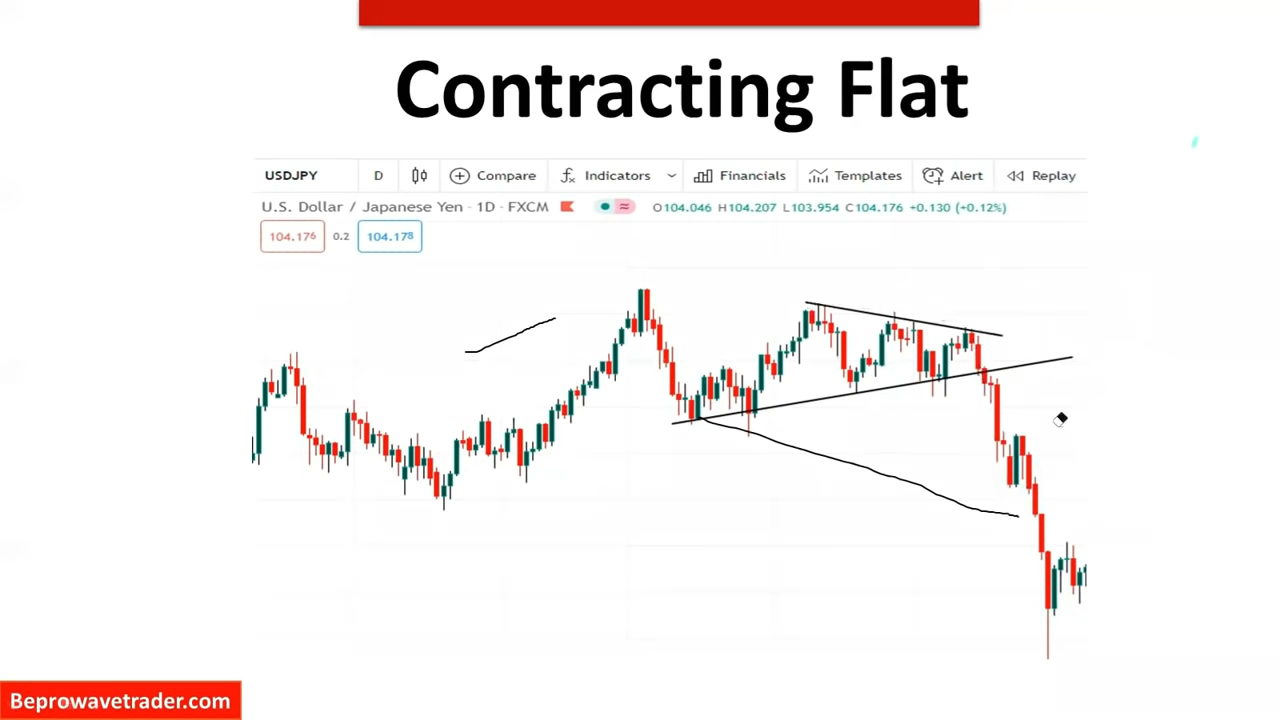 Contracting Flat
USDJPY D Compare Indicators Financials Templates Alert Replay
U.S. Dollar / Japanese Yen · 1D · FXCM O104.046 H104.207 L103.954 C104.176 +0.130 (+0.12%)
104.176 0.2 104.178
Beprowavetrader.com